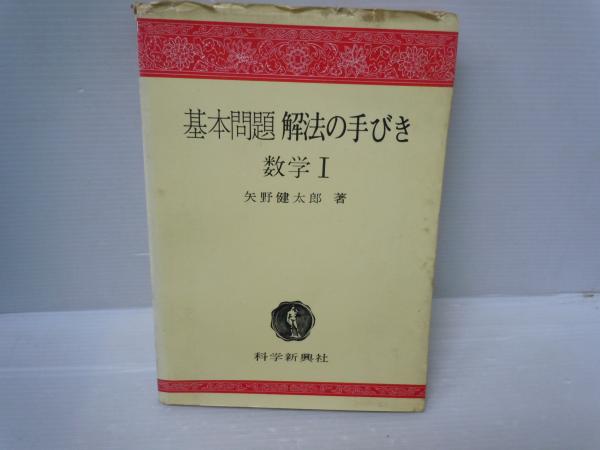 基本問題 解法の手びき
数学 I
矢野健太郎 著
科学新興社